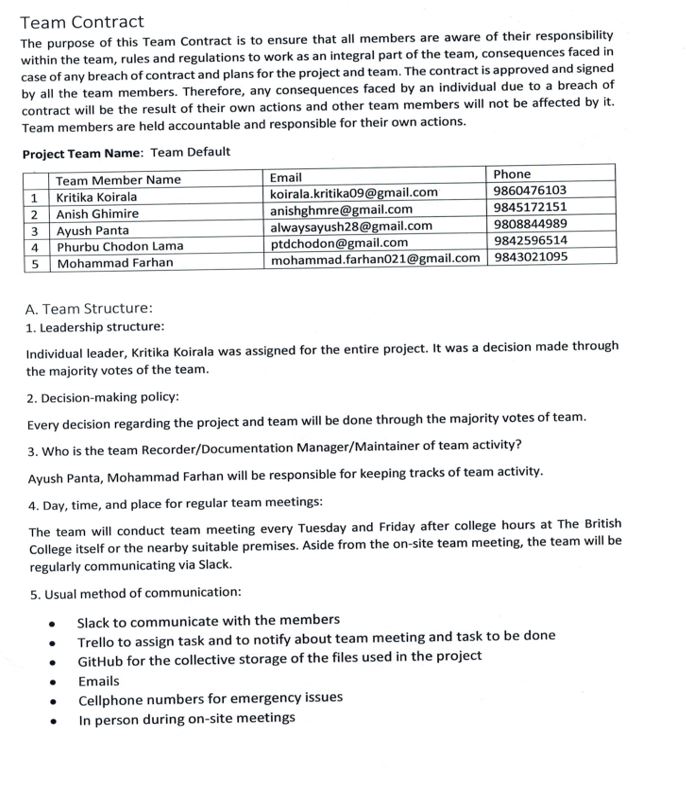 Team Contract
The purpose of this Team Contract is to ensure that all members are aware of their responsibility
within the team, rules and regulations to work as an integral part of the team, consequences faced in
case of any breach of contract and plans for the project and team. The contract is approved and signed
by all the team members. Therefore, any consequences faced by an individual due to a breach of
contract will be the result of their own actions and other team members will not be affected by it.
Team members are held accountable and responsible for their own actions.
Project Team Name: Team Default
Team Member Name Email Phone
1 Kritika Koirala koirala.kritika09@gmail.com 9860476103
2 Anish Ghimire anishghmre@gmail.com 9845172151
3 Ayush Panta alwaysayush28@gmail.com 9808844989
4 Phurbu Chodon Lama ptdchodon@gmail.com 9842596514
5 Mohammad Farhan mohammad.farhan021@gmail.com 9843021095
A. Team Structure:
1. Leadership structure:
Individual leader, Kritika Koirala was assigned for the entire project. It was a decision made through
the majority votes of the team.
2. Decision-making policy:
Every decision regarding the project and team will be done through the majority votes of team.
3. Who is the team Recorder/Documentation Manager/Maintainer of team activity?
Ayush Panta, Mohammad Farhan will be responsible for keeping tracks of team activity.
4. Day, time, and place for regular team meetings:
The team will conduct team meeting every Tuesday and Friday after college hours at The British
College itself or the nearby suitable premises. Aside from the on-site team meeting, the team will be
regularly communicating via Slack.
5. Usual method of communication:
• Slack to communicate with the members
• Trello to assign task and to notify about team meeting and task to be done
• GitHub for the collective storage of the files used in the project
• Emails
• Cellphone numbers for emergency issues
• In person during on-site meetings